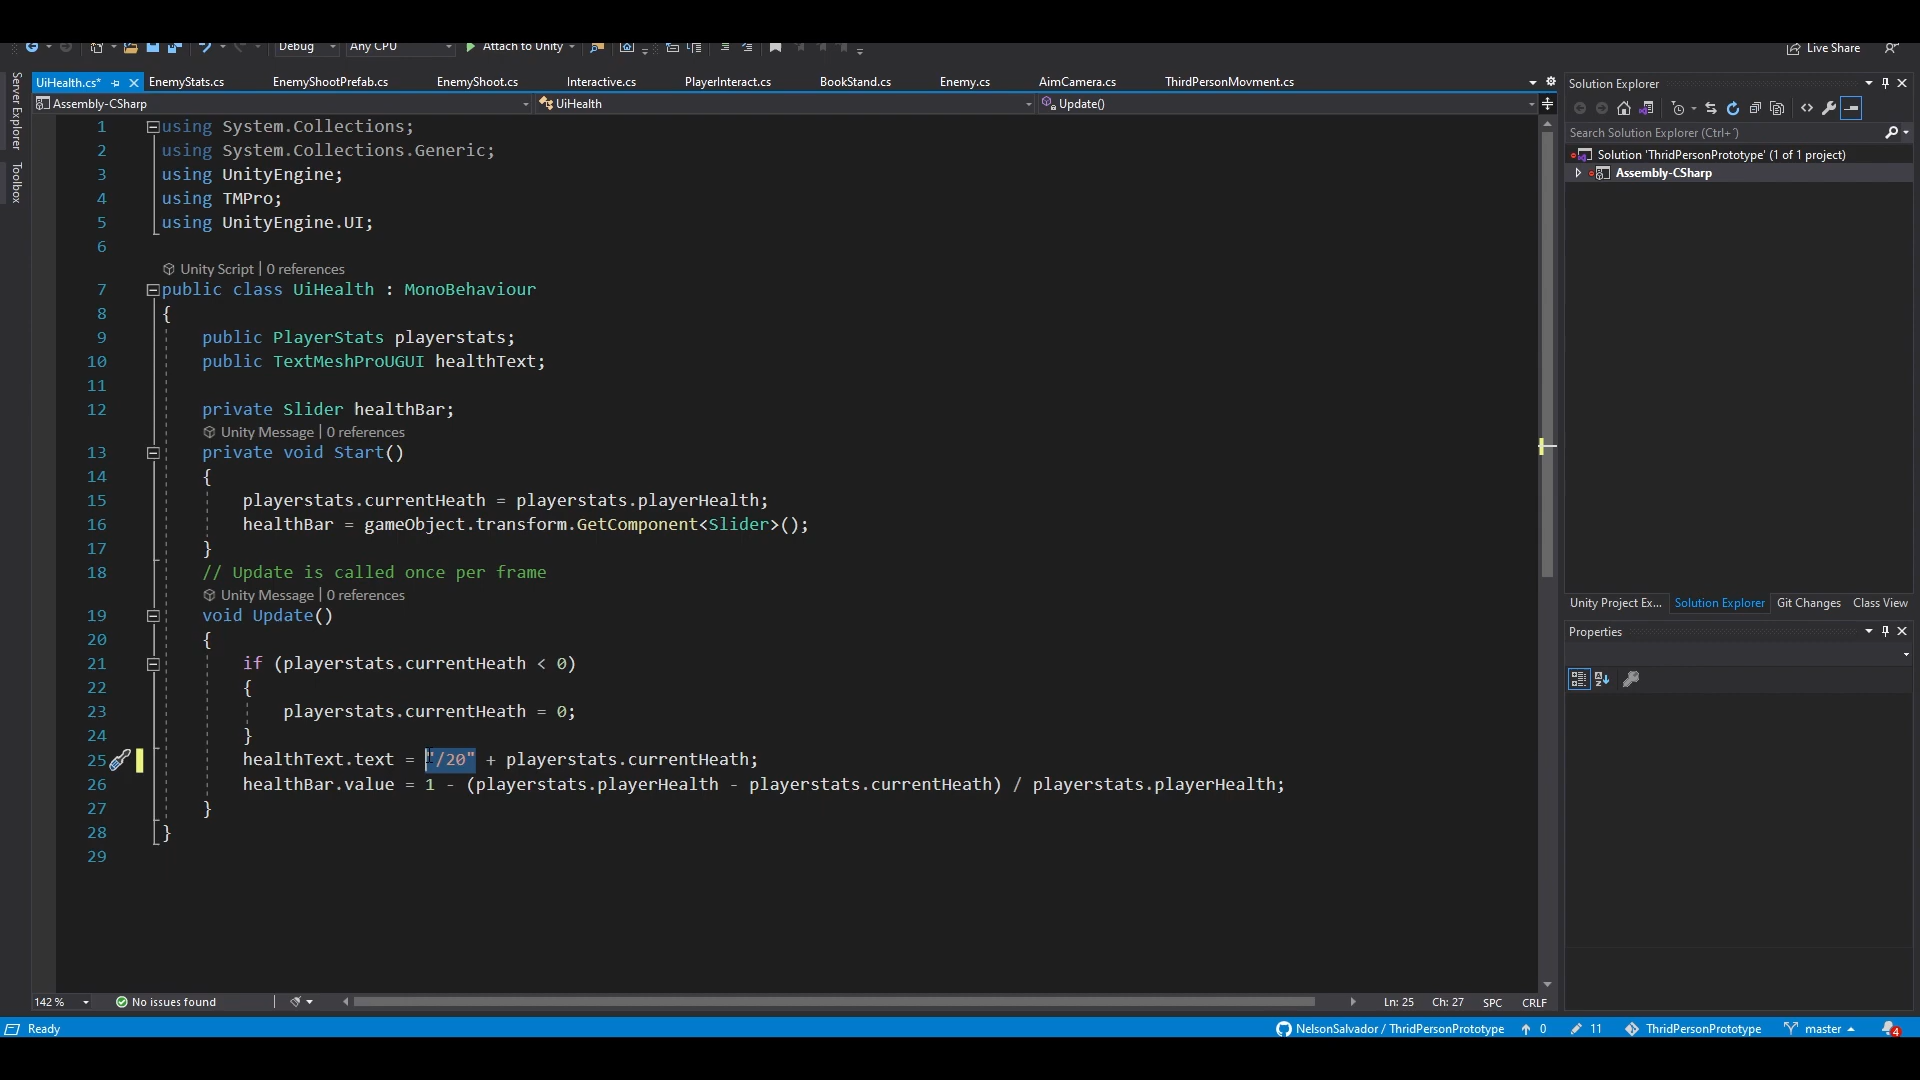 Debug
Any CPU
Attach to Unity
Live Share
Server Explorer
Toolbox
UiHealth.cs*
EnemyStats.cs
EnemyShootPrefab.cs
EnemyShoot.cs
Interactive.cs
PlayerInteract.cs
BookStand.cs
Enemy.cs
AimCamera.cs
ThirdPersonMovment.cs
Assembly-CSharp
UiHealth
Update()
1 using System.Collections;
2 using System.Collections.Generic;
3 using UnityEngine;
4 using TMPro;
5 using UnityEngine.UI;
6
Unity Script | 0 references
7 public class UiHealth : MonoBehaviour
8 {
9 public PlayerStats playerstats;
10 public TextMeshProUGUI healthText;
11
12 private Slider healthBar;
Unity Message | 0 references
13 private void Start()
14 {
15 playerstats.currentHeath = playerstats.playerHealth;
16 healthBar = gameObject.transform.GetComponent<Slider>();
17 }
18 // Update is called once per frame
Unity Message | 0 references
19 void Update()
20 {
21 if (playerstats.currentHeath < 0)
22 {
23 playerstats.currentHeath = 0;
24 }
25 healthText.text = "/20" + playerstats.currentHeath;
26 healthBar.value = 1 - (playerstats.playerHealth - playerstats.currentHeath) / playerstats.playerHealth;
27 }
28 }
29
142 %
No issues found
Ln: 25
Ch: 27
SPC
CRLF
Solution Explorer
Search Solution Explorer (Ctrl+´)
Solution 'ThridPersonPrototype' (1 of 1 project)
Assembly-CSharp
Unity Project Ex...
Solution Explorer
Git Changes
Class View
Properties
Ready
NelsonSalvador / ThridPersonPrototype
0
11
ThridPersonPrototype
master
4